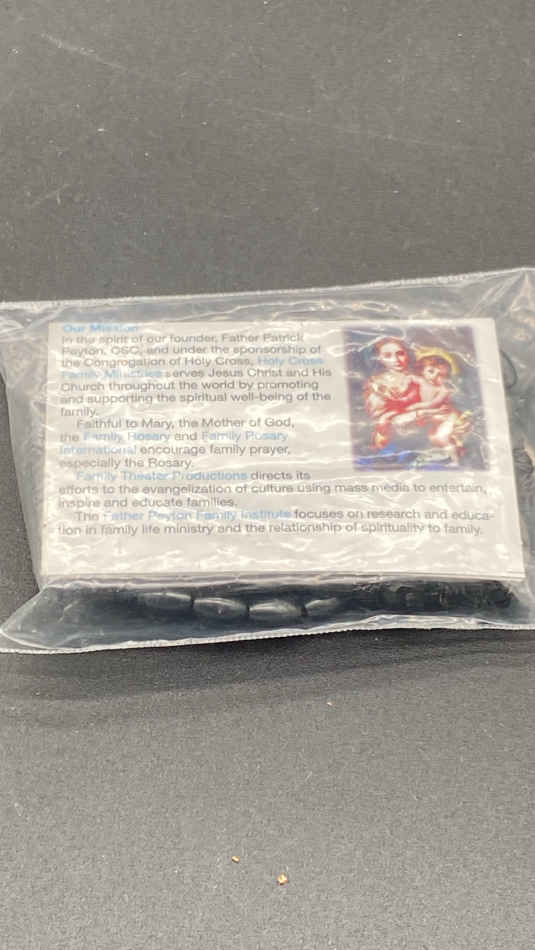 Our Mission
In the spirit of our founder, Father Patrick
Peyton, CSC, and under the sponsorship of
the Congregation of Holy Cross, Holy Cross
Family Ministries serves Jesus Christ and His
Church throughout the world by promoting
and supporting the spiritual well-being of the
family.
Faithful to Mary, the Mother of God,
the Family Rosary and Family Rosary
International encourage family prayer,
especially the Rosary.
Family Theater Productions directs its
efforts to the evangelization of culture using mass media to entertain,
inspire and educate families.
The Father Peyton Family Institute focuses on research and educa-
tion in family life ministry and the relationship of spirituality to family.